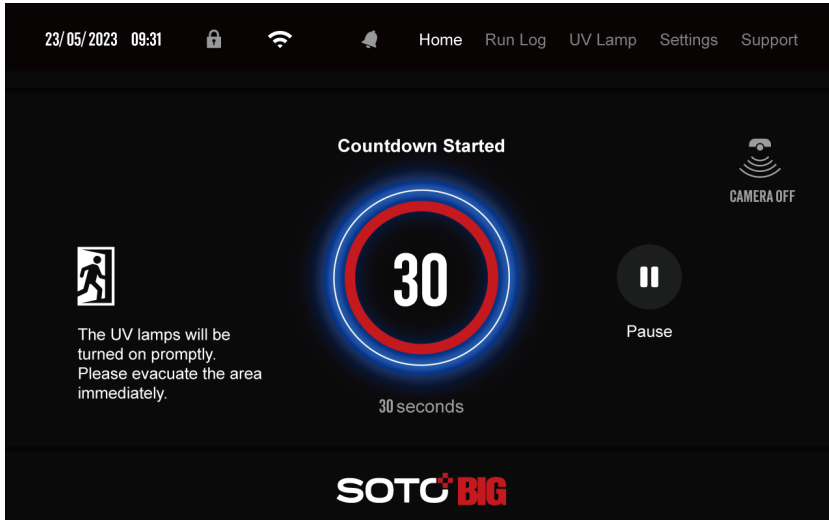 23/05/2023 09:31 Home Run Log UV Lamp Settings Support
Countdown Started
CAMERA OFF
30
Pause
The UV lamps will be
turned on promptly.
Please evacuate the area
immediately.
30 seconds
SOTO BIG